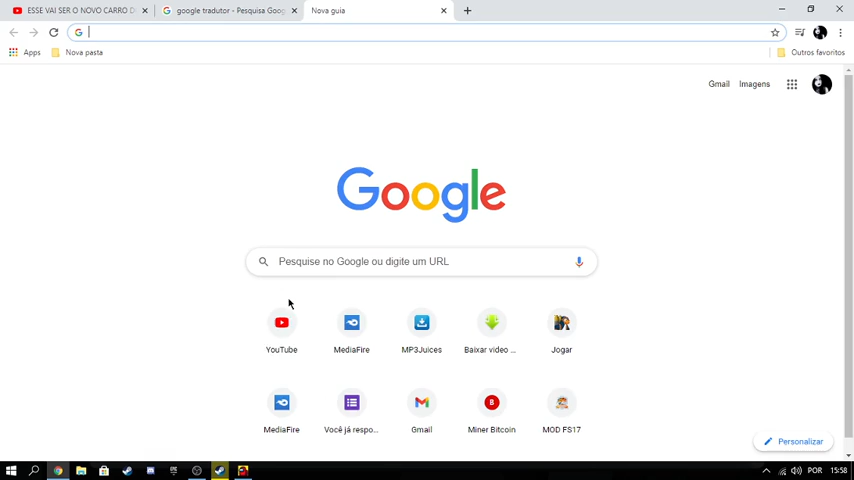 ESSE VAI SER O NOVO CARRO D
google tradutor - Pesquisa Goog
Nova guia
Apps
Nova pasta
Outros favoritos
Gmail
Imagens
Google
Pesquise no Google ou digite um URL
YouTube
MediaFire
MP3Juices
Baixar video ...
Jogar
MediaFire
Você já respo...
Gmail
Miner Bitcoin
MOD FS17
Personalizar
POR
15:58